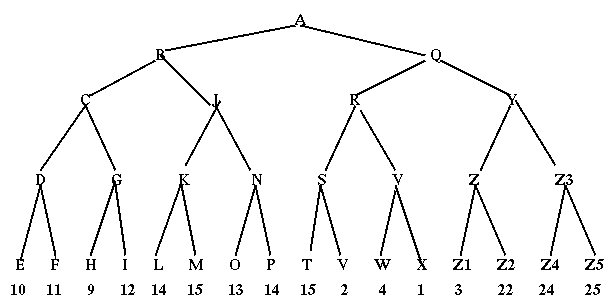 A
B Q
C J R Y
D G K N S V Z Z3
E F H I L M O P T V W X Z1 Z2 Z4 Z5
10 11 9 12 14 15 13 14 15 2 4 1 3 22 24 25